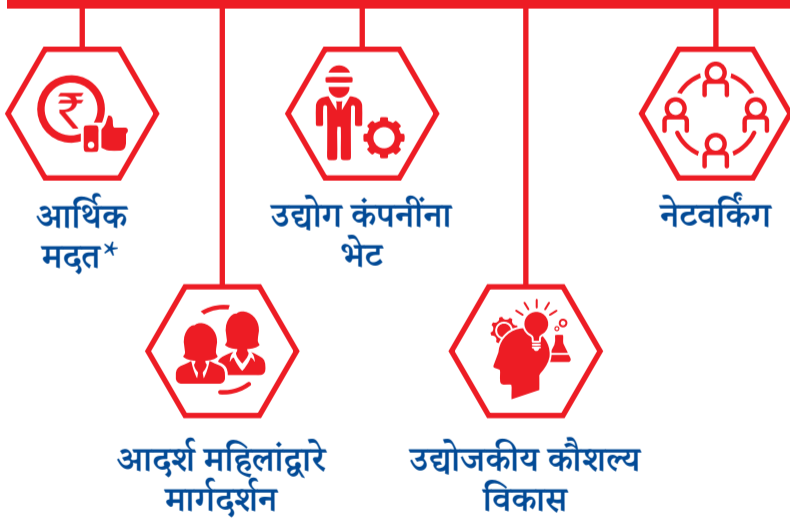 आर्थिक
मदत*
उद्योग कंपनींना
भेट
नेटवर्किंग
आदर्श महिलांद्वारे
मार्गदर्शन
उद्योजकीय कौशल्य
विकास